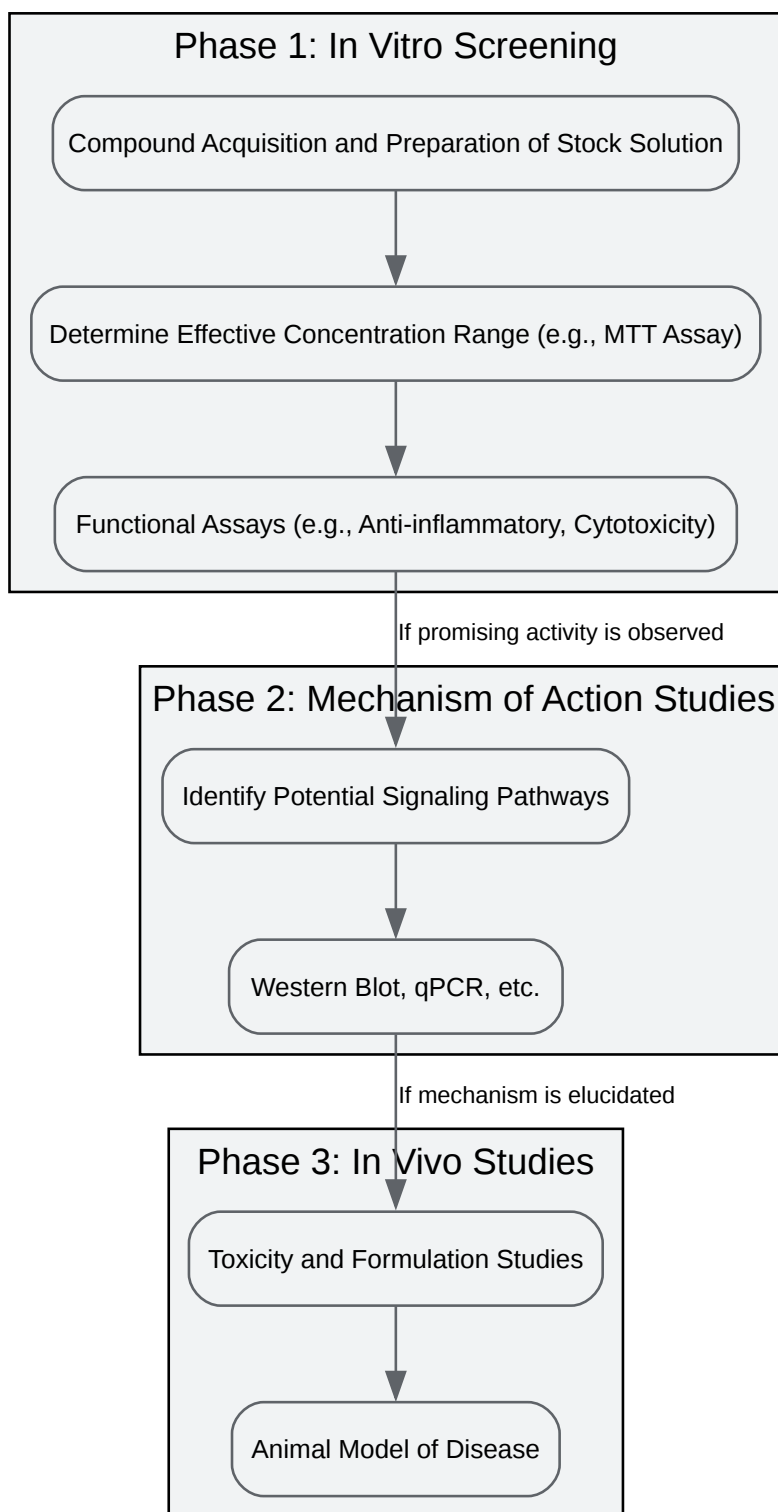 Phase 1: In Vitro Screening
Compound Acquisition and Preparation of Stock Solution
Determine Effective Concentration Range (e.g., MTT Assay)
Functional Assays (e.g., Anti-inflammatory, Cytotoxicity)
If promising activity is observed
Phase 2: Mechanism of Action Studies
Identify Potential Signaling Pathways
Western Blot, qPCR, etc.
If mechanism is elucidated
Phase 3: In Vivo Studies
Toxicity and Formulation Studies
Animal Model of Disease